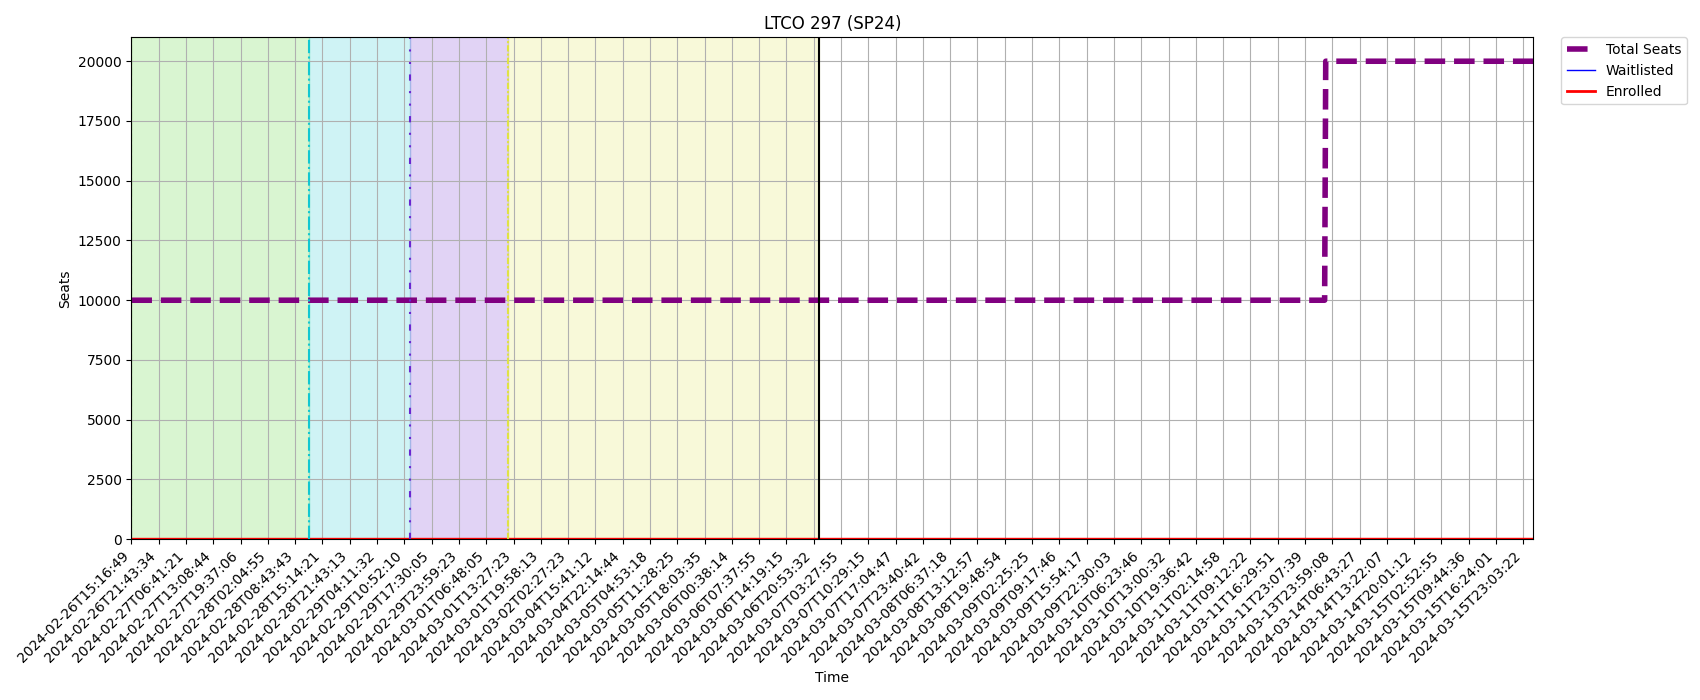 LTCO 297 (SP24)
Total Seats
Waitlisted
Enrolled
Seats
20000
17500
15000
12500
10000
7500
5000
2500
0
2024-02-26T15:16:49
2024-02-26T21:43:34
2024-02-27T06:41:21
2024-02-27T13:08:44
2024-02-27T19:37:06
2024-02-28T02:04:55
2024-02-28T08:43:43
2024-02-28T15:14:21
2024-02-28T21:43:13
2024-02-29T04:11:32
2024-02-29T10:52:10
2024-02-29T17:30:05
2024-02-29T23:59:23
2024-03-01T06:48:05
2024-03-01T13:27:23
2024-03-01T19:58:13
2024-03-02T02:27:23
2024-03-04T15:41:12
2024-03-04T22:14:44
2024-03-05T04:53:18
2024-03-05T11:28:25
2024-03-05T18:03:35
2024-03-06T00:38:14
2024-03-06T07:37:55
2024-03-06T14:19:15
2024-03-06T20:53:32
2024-03-07T03:27:55
2024-03-07T10:29:15
2024-03-07T17:04:47
2024-03-07T23:40:42
2024-03-08T06:37:18
2024-03-08T13:12:57
2024-03-08T19:48:54
2024-03-09T02:25:25
2024-03-09T09:17:46
2024-03-09T15:54:17
2024-03-09T22:30:03
2024-03-10T06:23:46
2024-03-10T13:00:32
2024-03-10T19:36:42
2024-03-11T02:14:58
2024-03-11T09:12:22
2024-03-11T16:29:51
2024-03-11T23:07:39
2024-03-13T23:59:08
2024-03-14T06:43:27
2024-03-14T13:22:07
2024-03-14T20:01:12
2024-03-15T02:52:55
2024-03-15T09:44:36
2024-03-15T16:24:01
2024-03-15T23:03:22
Time